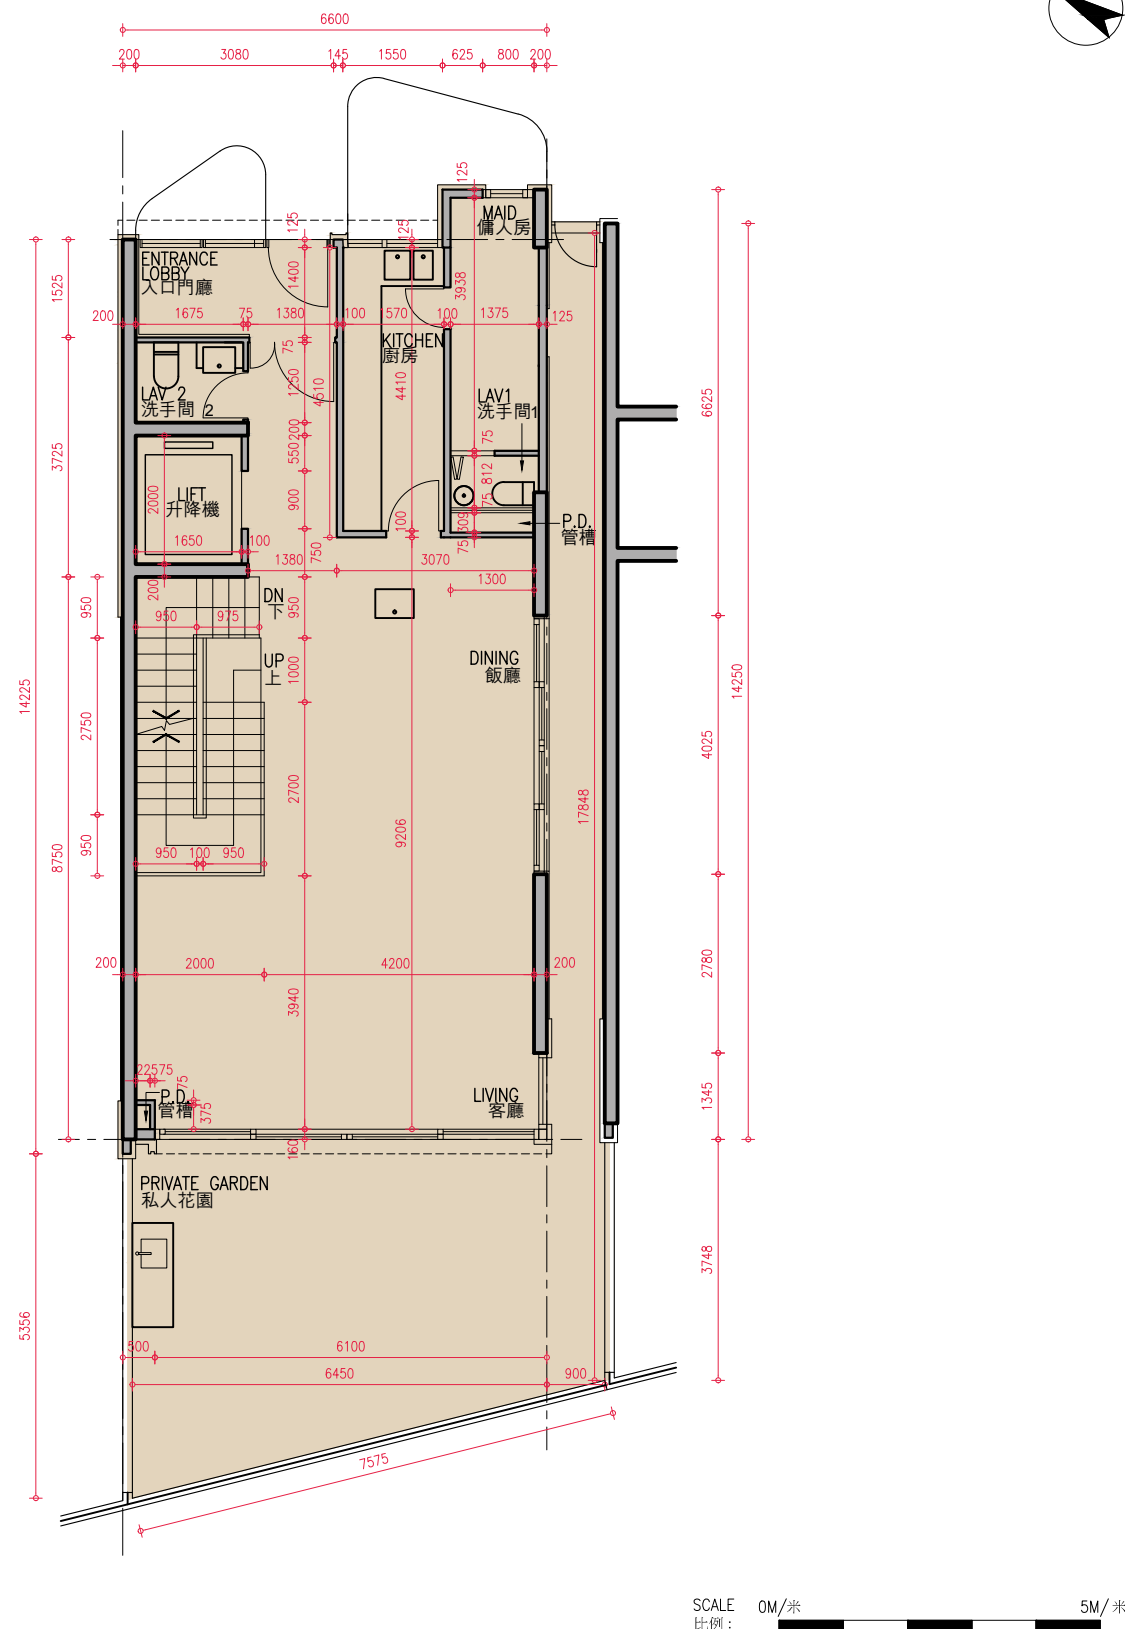 6600
200 3080 145 1550 625 800 200
125
MAID
傭人房
125
125
ENTRANCE
LOBBY
入口門廳
1525
1400
3938
200 1675 75 1380 100 1570 100 1375 125
KITCHEN
廚房
75
1250
4510
4410
6625
LAV 2
洗手間 2
LAV1
洗手間1
200
75
3725
550
812
2000
LIFT
升降機
900
75
100
309
P.D.
管槽
1650 100
750
75
1380 3070
1300
200
950
DN
下
950
950 975
UP
上
1000
DINING
飯廳
14225
14250
2750
4025
2700
17848
9206
950
950 100 950
8750
200 2000 4200 200
2780
3940
225 75
75
P.D.
管槽
375
LIVING
客廳
1345
160
PRIVATE GARDEN
私人花園
3748
5356
500 6100
6450 900
7575
SCALE 0M/米 5M/米
比例 :